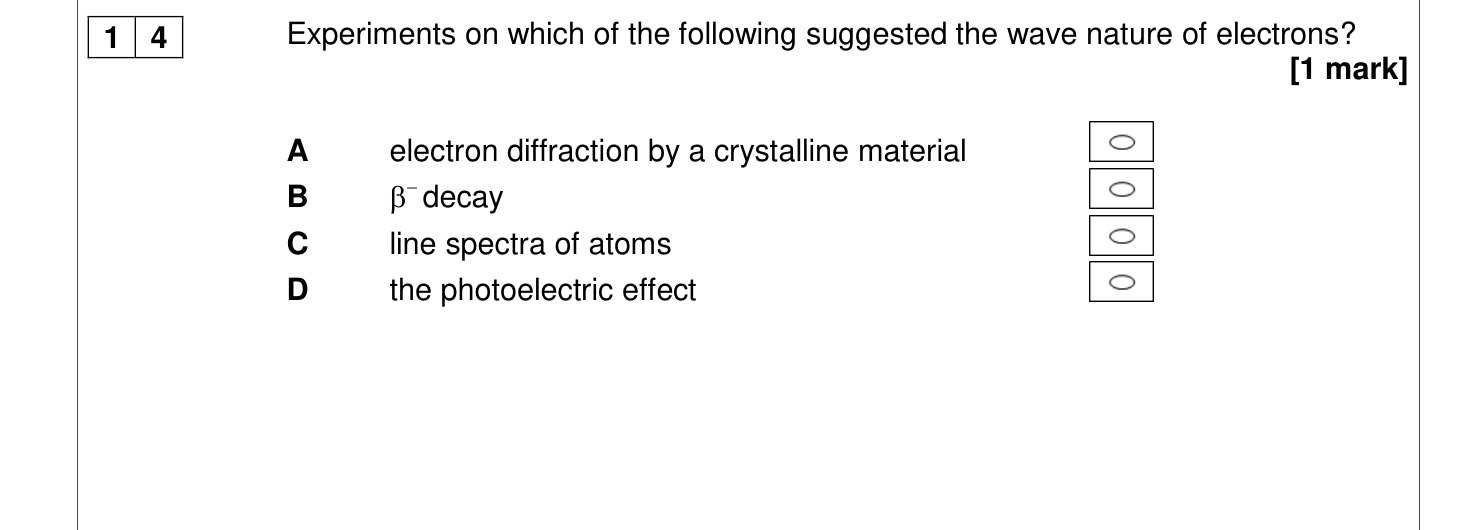 1 4 Experiments on which of the following suggested the wave nature of electrons?
[1 mark]
A electron diffraction by a crystalline material
B β⁻ decay
C line spectra of atoms
D the photoelectric effect